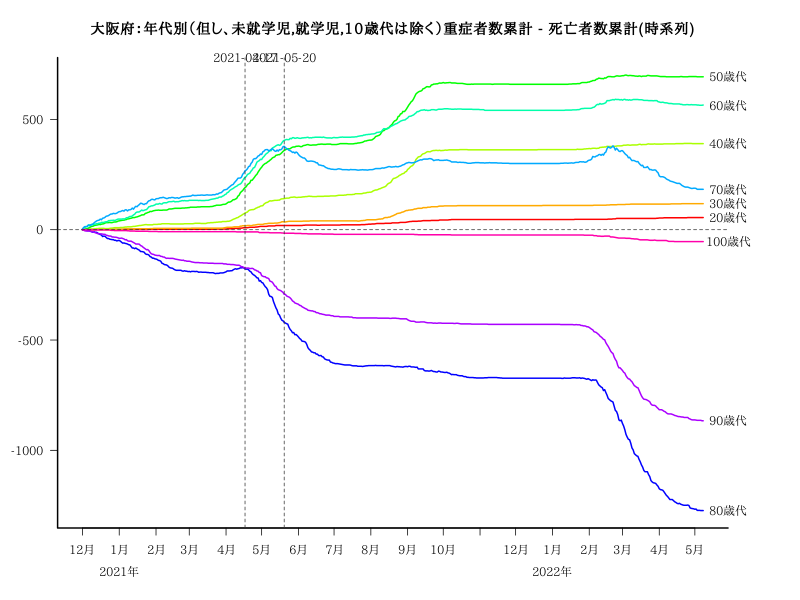 大阪府：年代別（但し、未就学児,就学児,10歳代は除く）重症者数累計 - 死亡者数累計(時系列)
2021-04-17
2021-05-20
500
0
-500
-1000
50歳代
60歳代
40歳代
70歳代
30歳代
20歳代
100歳代
90歳代
80歳代
12月 1月 2月 3月 4月 5月 6月 7月 8月 9月 10月 12月 1月 2月 3月 4月 5月
2021年 2022年